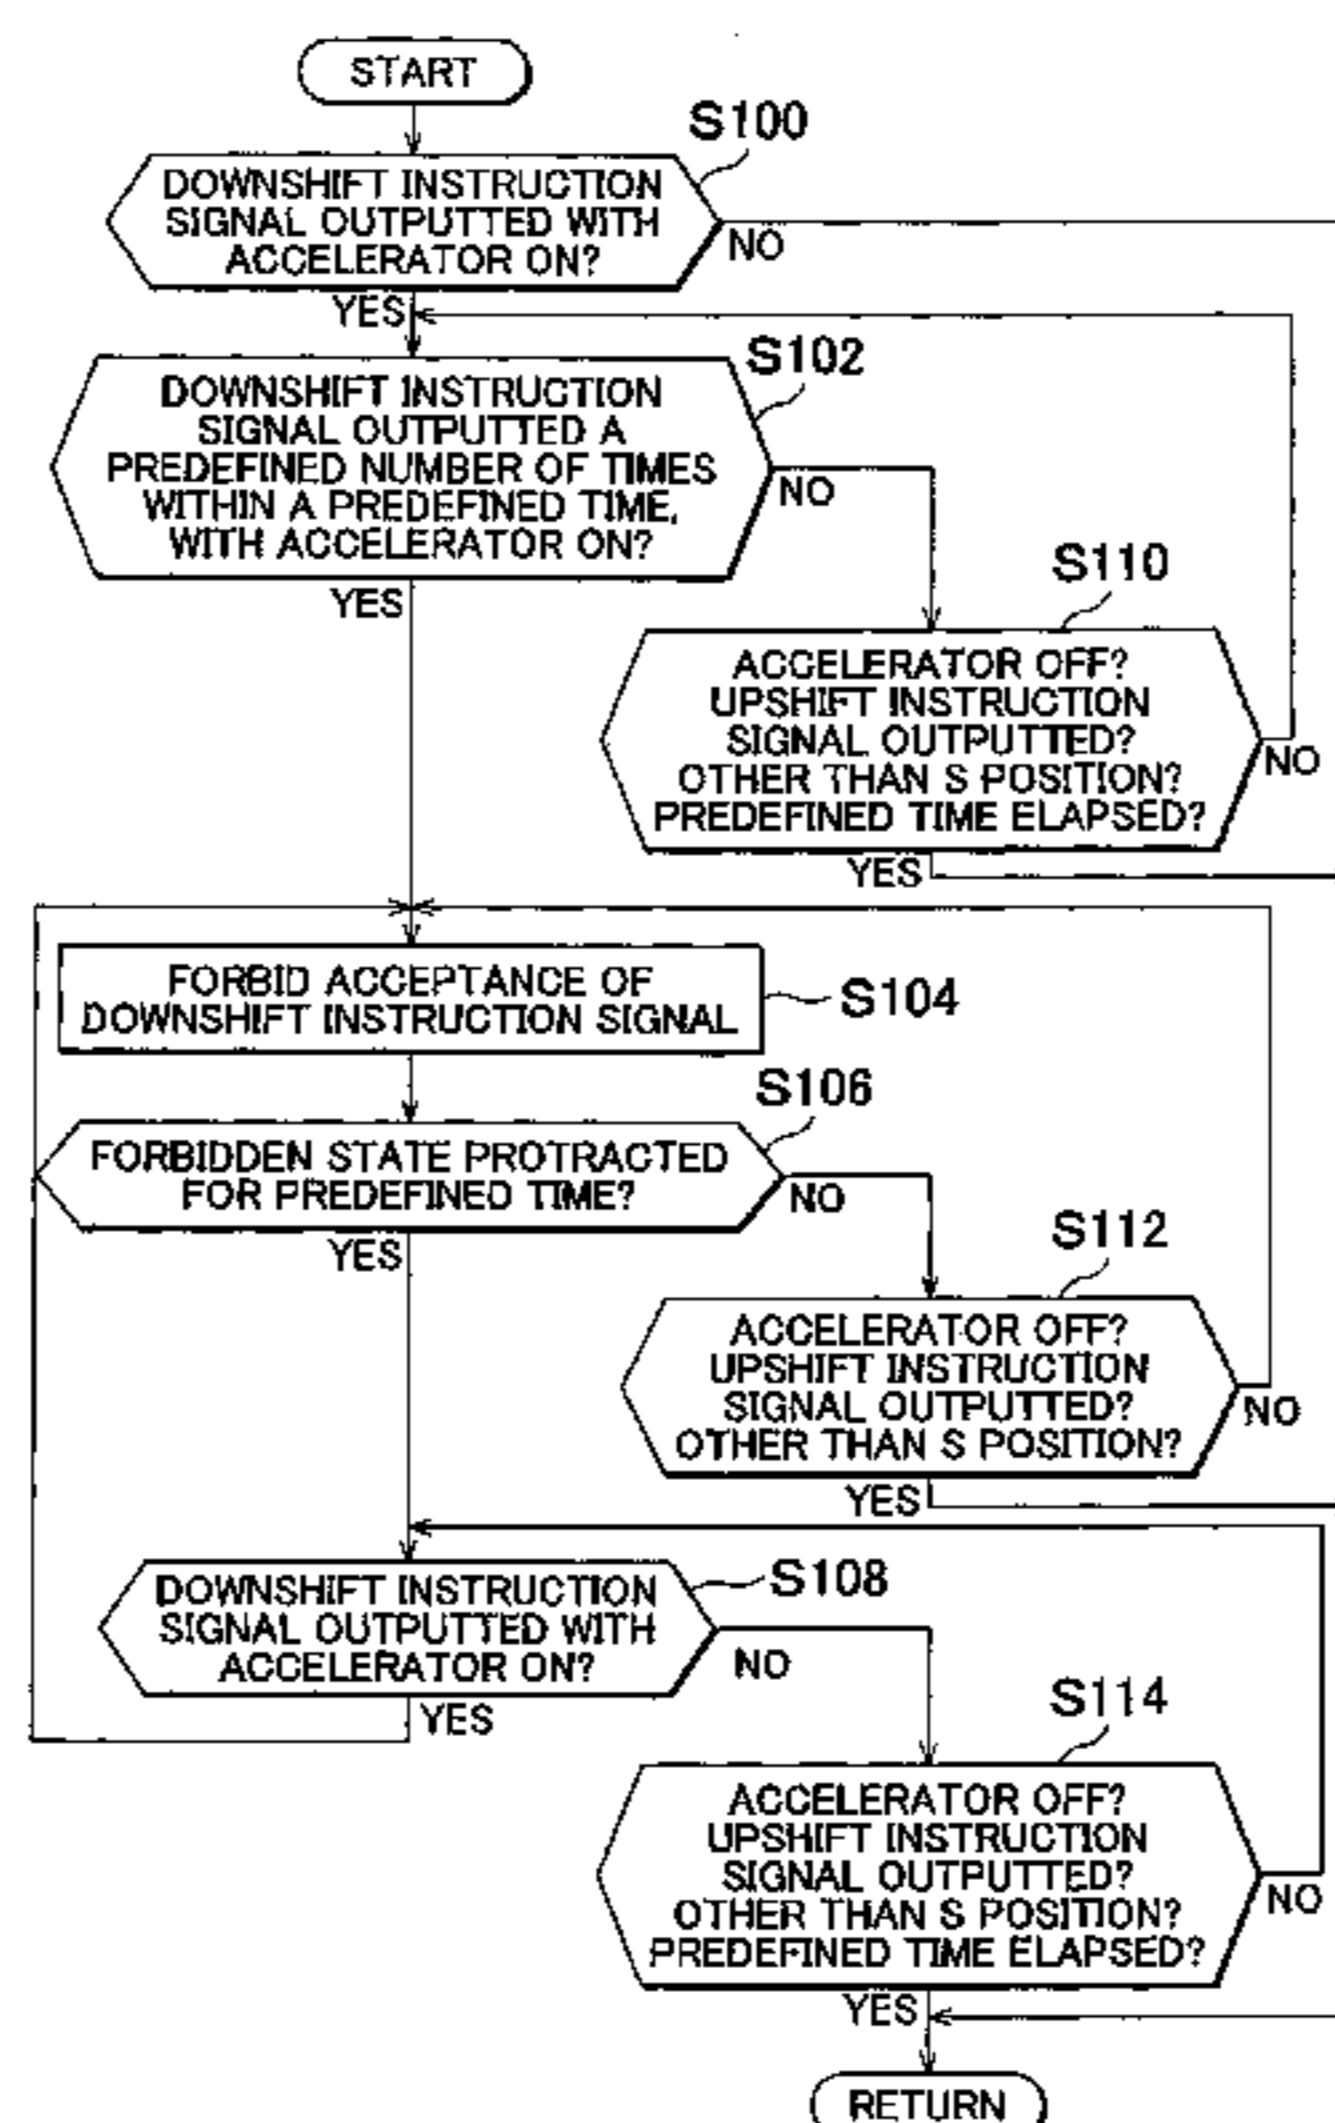 START
S100
DOWNSHIFT INSTRUCTION
SIGNAL OUTPUTTED WITH
ACCELERATOR ON?
NO
YES
S102
DOWNSHIFT INSTRUCTION
SIGNAL OUTPUTTED A
PREDEFINED NUMBER OF TIMES
WITHIN A PREDEFINED TIME,
WITH ACCELERATOR ON?
NO
YES
S110
ACCELERATOR OFF?
UPSHIFT INSTRUCTION
SIGNAL OUTPUTTED?
OTHER THAN S POSITION?
PREDEFINED TIME ELAPSED?
NO
YES
FORBID ACCEPTANCE OF
DOWNSHIFT INSTRUCTION SIGNAL
S104
S106
FORBIDDEN STATE PROTRACTED
FOR PREDEFINED TIME?
NO
YES
S112
ACCELERATOR OFF?
UPSHIFT INSTRUCTION
SIGNAL OUTPUTTED?
OTHER THAN S POSITION?
NO
YES
S108
DOWNSHIFT INSTRUCTION
SIGNAL OUTPUTTED WITH
ACCELERATOR ON?
NO
YES
S114
ACCELERATOR OFF?
UPSHIFT INSTRUCTION
SIGNAL OUTPUTTED?
OTHER THAN S POSITION?
PREDEFINED TIME ELAPSED?
NO
YES
RETURN